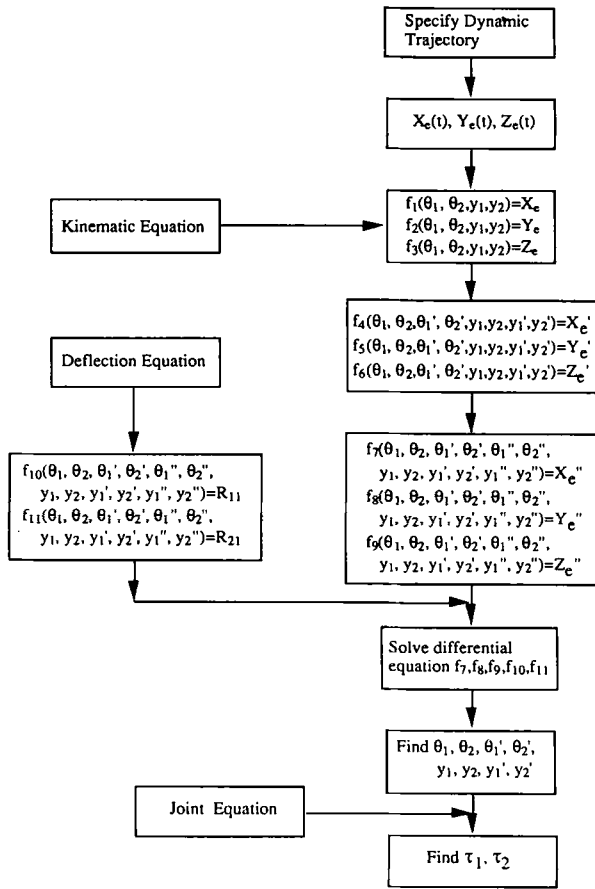 Specify Dynamic
Trajectory
Xₑ(t), Yₑ(t), Zₑ(t)
Kinematic Equation
f₁(θ₁, θ₂,y₁,y₂)=Xₑ
f₂(θ₁, θ₂,y₁,y₂)=Yₑ
f₃(θ₁, θ₂,y₁,y₂)=Zₑ
f₄(θ₁, θ₂,θ₁', θ₂',y₁,y₂,y₁',y₂')=Xₑ'
f₅(θ₁, θ₂,θ₁', θ₂',y₁,y₂,y₁',y₂')=Yₑ'
f₆(θ₁, θ₂,θ₁', θ₂',y₁,y₂,y₁',y₂')=Zₑ'
Deflection Equation
f₁₀(θ₁, θ₂, θ₁', θ₂', θ₁'', θ₂'',
y₁, y₂, y₁', y₂', y₁'', y₂'')=R₁₁
f₁₁(θ₁, θ₂, θ₁', θ₂', θ₁'', θ₂'',
y₁, y₂, y₁', y₂', y₁'', y₂'')=R₂₁
f₇(θ₁, θ₂, θ₁', θ₂', θ₁'', θ₂'',
y₁, y₂, y₁', y₂', y₁'', y₂'')=Xₑ''
f₈(θ₁, θ₂, θ₁', θ₂', θ₁'', θ₂'',
y₁, y₂, y₁', y₂', y₁'', y₂'')=Yₑ''
f₉(θ₁, θ₂, θ₁', θ₂', θ₁'', θ₂'',
y₁, y₂, y₁', y₂', y₁'', y₂'')=Zₑ''
Solve differential
equation f₇,f₈,f₉,f₁₀,f₁₁
Find θ₁, θ₂, θ₁', θ₂',
y₁, y₂, y₁', y₂'
Joint Equation
Find τ₁, τ₂